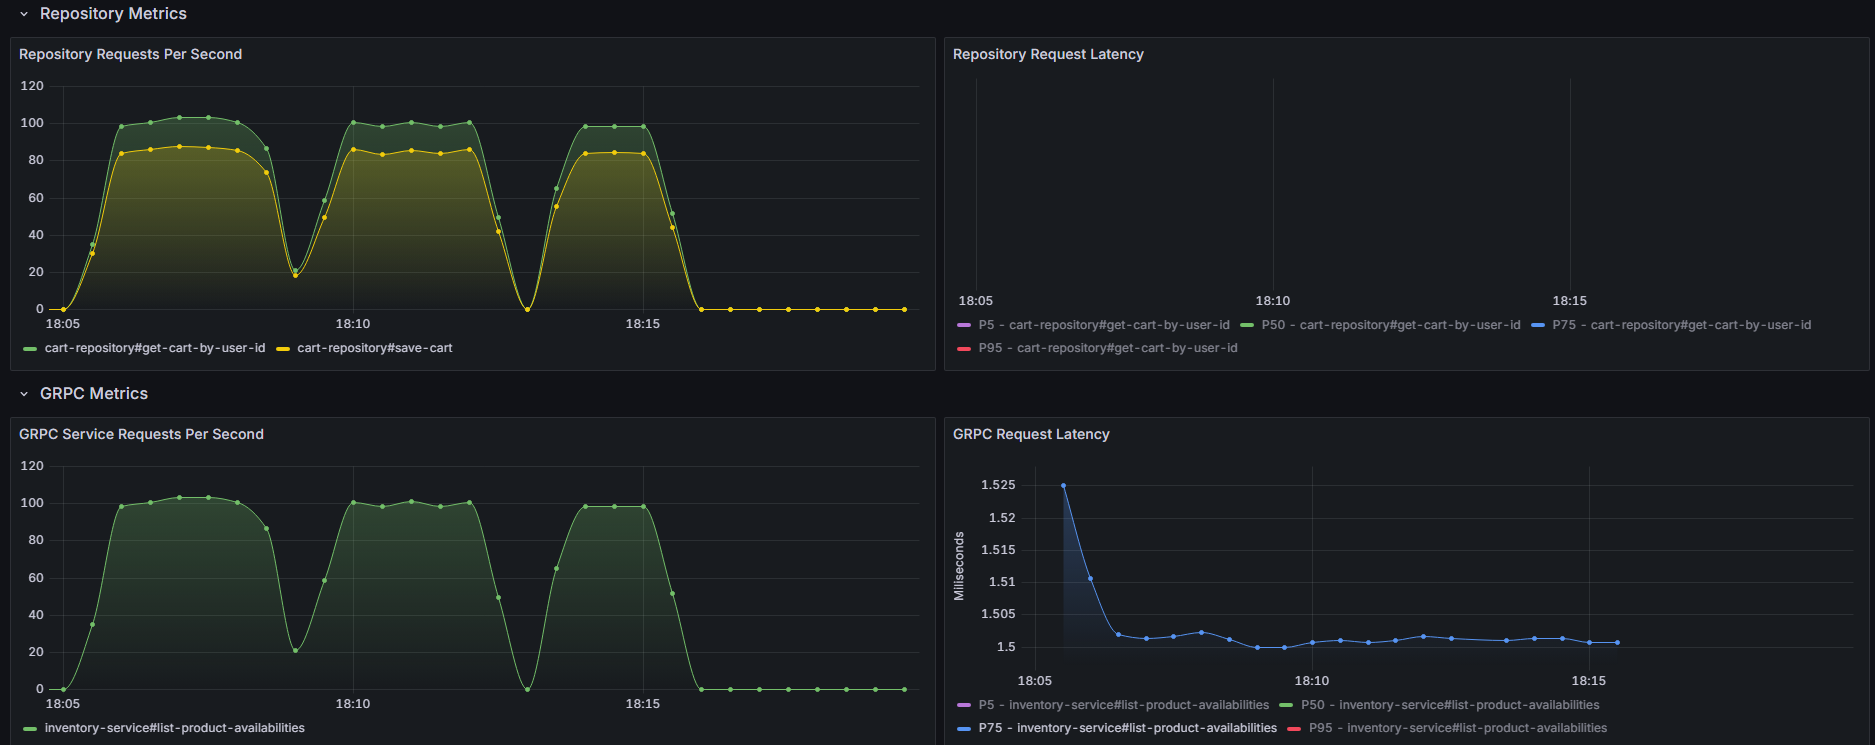 Repository Metrics
Repository Requests Per Second
120
100
80
60
40
20
0
18:05 18:10 18:15
cart-repository#get-cart-by-user-id cart-repository#save-cart
Repository Request Latency
18:05 18:10 18:15
P5 - cart-repository#get-cart-by-user-id P50 - cart-repository#get-cart-by-user-id P75 - cart-repository#get-cart-by-user-id
P95 - cart-repository#get-cart-by-user-id
GRPC Metrics
GRPC Service Requests Per Second
120
100
80
60
40
20
0
18:05 18:10 18:15
inventory-service#list-product-availabilities
GRPC Request Latency
Miliseconds
1.525
1.52
1.515
1.51
1.505
1.5
18:05 18:10 18:15
P5 - inventory-service#list-product-availabilities P50 - inventory-service#list-product-availabilities
P75 - inventory-service#list-product-availabilities P95 - inventory-service#list-product-availabilities